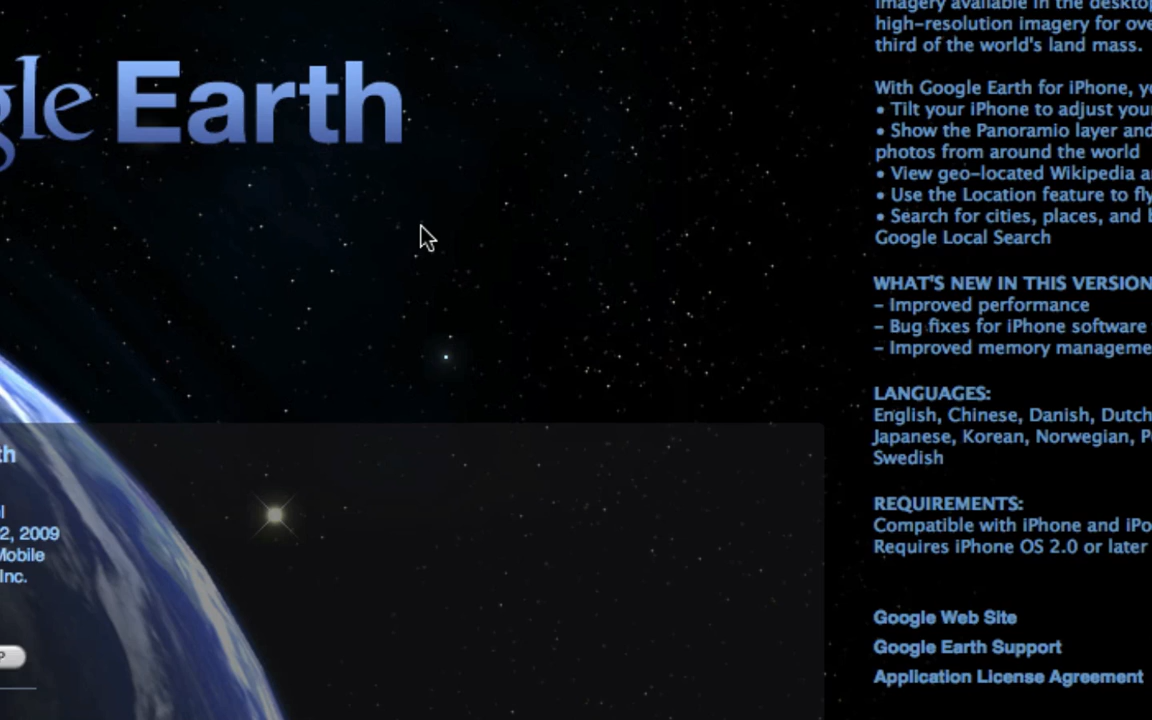 gle Earth
th
l
2, 2009
Mobile
Inc.
imagery available in the desktop
high-resolution imagery for ove
third of the world's land mass.
With Google Earth for iPhone, yo
• Tilt your iPhone to adjust your
• Show the Panoramio layer and
photos from around the world
• View geo-located Wikipedia a
• Use the Location feature to fly
• Search for cities, places, and b
Google Local Search
WHAT'S NEW IN THIS VERSION
- Improved performance
- Bug fixes for iPhone software
- Improved memory manageme
LANGUAGES:
English, Chinese, Danish, Dutch
Japanese, Korean, Norwegian, Po
Swedish
REQUIREMENTS:
Compatible with iPhone and iPo
Requires iPhone OS 2.0 or later
Google Web Site
Google Earth Support
Application License Agreement